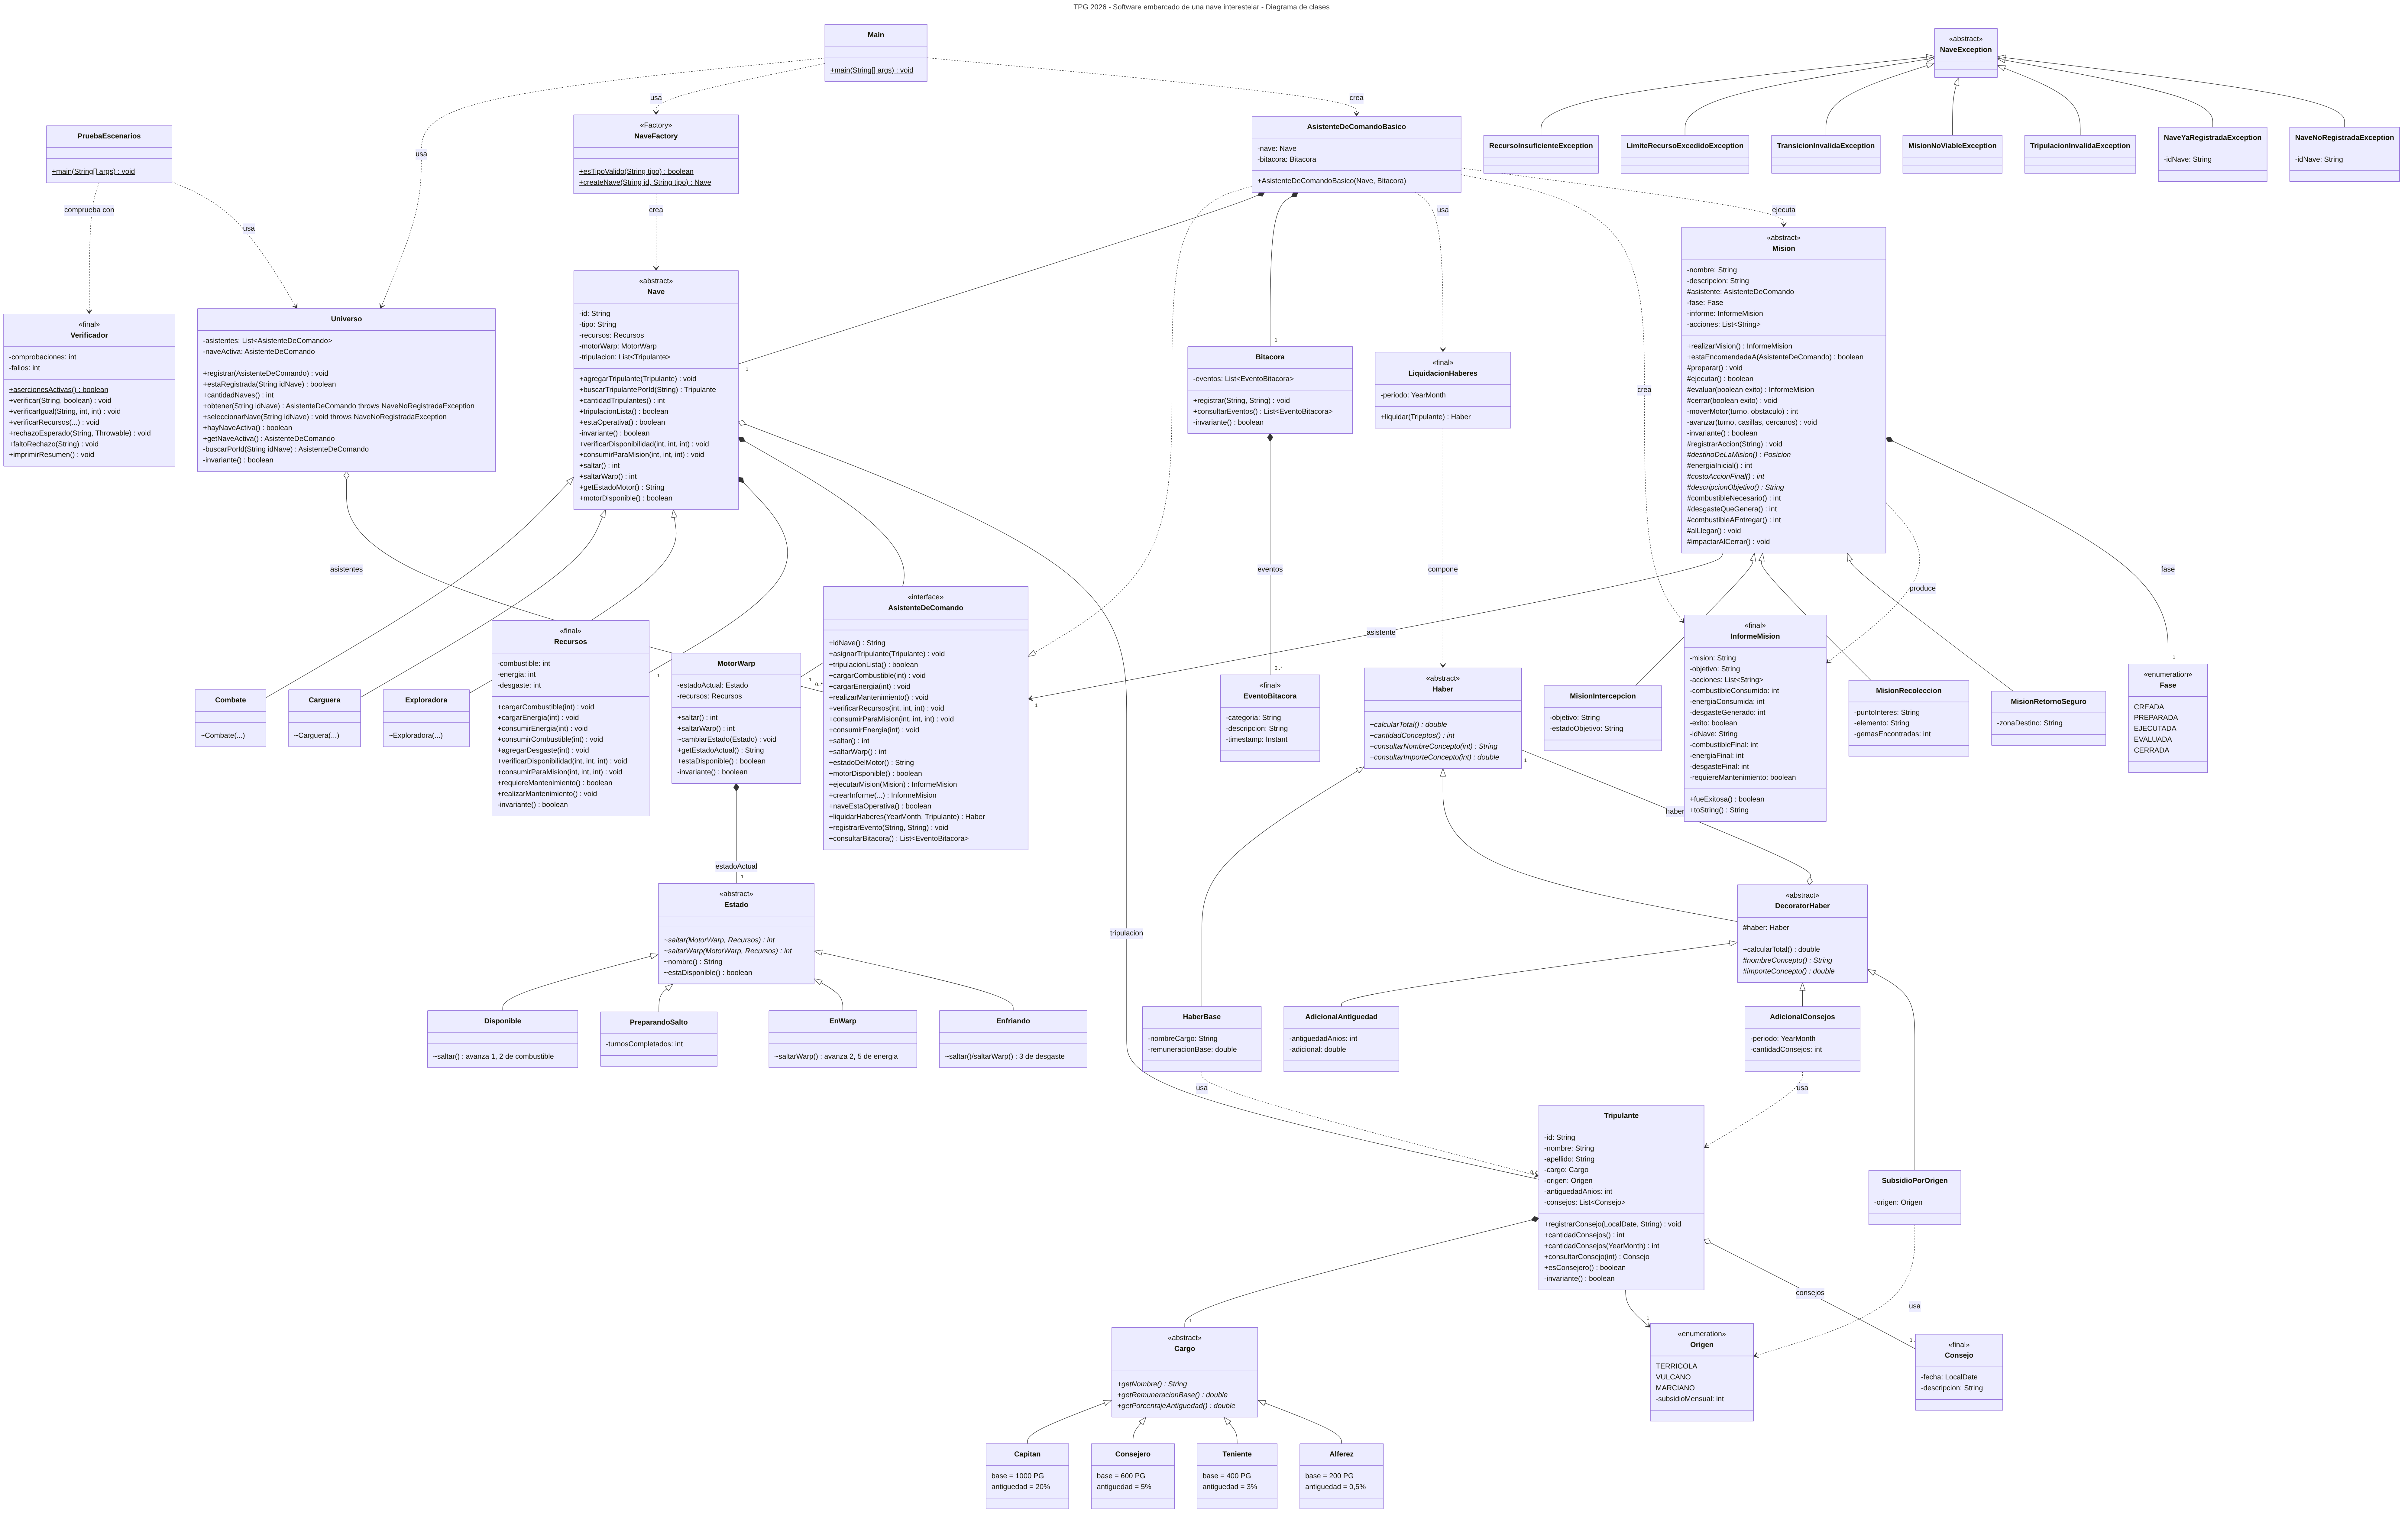 TPG 2026 - Software embarcado de una nave interestelar - Diagrama de clases
Main
+main(String[] args) : void
usa
usa
crea
«abstract»
NaveException
RecursoInsuficienteException
LimiteRecursoExcedidoException
TransicionInvalidaException
MisionNoViableException
TripulacionInvalidaException
NaveYaRegistradaException
-idNave: String
NaveNoRegistradaException
-idNave: String
PruebaEscenarios
+main(String[] args) : void
comprueba con
usa
«Factory»
NaveFactory
+esTipoValido(String tipo) : boolean
+createNave(String id, String tipo) : Nave
crea
AsistenteDeComandoBasico
-nave: Nave
-bitacora: Bitacora
+AsistenteDeComandoBasico(Nave, Bitacora)
usa
ejecuta
crea
«final»
Verificador
-comprobaciones: int
-fallos: int
+asercionesActivas() : boolean
+verificar(String, boolean) : void
+verificarIgual(String, int, int) : void
+verificarRecursos(...) : void
+rechazoEsperado(String, Throwable) : void
+faltoRechazo(String) : void
+imprimirResumen() : void
Universo
-asistentes: List<AsistenteDeComando>
-naveActiva: AsistenteDeComando
+registrar(AsistenteDeComando) : void
+estaRegistrada(String idNave) : boolean
+cantidadNaves() : int
+obtener(String idNave) : AsistenteDeComando throws NaveNoRegistradaException
+seleccionarNave(String idNave) : void throws NaveNoRegistradaException
+hayNaveActiva() : boolean
+getNaveActiva() : AsistenteDeComando
-buscarPorId(String idNave) : AsistenteDeComando
-invariante() : boolean
asistentes
«abstract»
Nave
-id: String
-tipo: String
-recursos: Recursos
-motorWarp: MotorWarp
-tripulacion: List<Tripulante>
+agregarTripulante(Tripulante) : void
+buscarTripulantePorId(String) : Tripulante
+cantidadTripulantes() : int
+tripulacionLista() : boolean
+estaOperativa() : boolean
-invariante() : boolean
+verificarDisponibilidad(int, int, int) : void
+consumirParaMision(int, int, int) : void
+saltar() : int
+saltarWarp() : int
+getEstadoMotor() : String
+motorDisponible() : boolean
1
1
Bitacora
-eventos: List<EventoBitacora>
+registrar(String, String) : void
+consultarEventos() : List<EventoBitacora>
-invariante() : boolean
eventos
0..*
«final»
LiquidacionHaberes
-periodo: YearMonth
+liquidar(Tripulante) : Haber
compone
«abstract»
Mision
-nombre: String
-descripcion: String
#asistente: AsistenteDeComando
-fase: Fase
-informe: InformeMision
-acciones: List<String>
+realizarMision() : InformeMision
+estaEncomendadaA(AsistenteDeComando) : boolean
#preparar() : void
#ejecutar() : boolean
#evaluar(boolean exito) : InformeMision
#cerrar(boolean exito) : void
-moverMotor(turno, obstaculo) : int
-avanzar(turno, casillas, cercanos) : void
-invariante() : boolean
#registrarAccion(String) : void
#destinoDeLaMision() : Posicion
#energiaInicial() : int
#costoAccionFinal() : int
#descripcionObjetivo() : String
#combustibleNecesario() : int
#desgasteQueGenera() : int
#combustibleAEntregar() : int
#alLlegar() : void
#impactarAlCerrar() : void
asistente
1
produce
fase
1
Combate
~Combate(...)
Carguera
~Carguera(...)
Exploradora
~Exploradora(...)
«final»
Recursos
-combustible: int
-energia: int
-desgaste: int
+cargarCombustible(int) : void
+cargarEnergia(int) : void
+consumirEnergia(int) : void
+consumirCombustible(int) : void
+agregarDesgaste(int) : void
+verificarDisponibilidad(int, int, int) : void
+consumirParaMision(int, int, int) : void
+requiereMantenimiento() : boolean
+realizarMantenimiento() : void
-invariante() : boolean
1
MotorWarp
-estadoActual: Estado
-recursos: Recursos
+saltar() : int
+saltarWarp() : int
~cambiarEstado(Estado) : void
+getEstadoActual() : String
+estaDisponible() : boolean
-invariante() : boolean
1
0..*
«interface»
AsistenteDeComando
+idNave() : String
+asignarTripulante(Tripulante) : void
+tripulacionLista() : boolean
+cargarCombustible(int) : void
+cargarEnergia(int) : void
+realizarMantenimiento() : void
+verificarRecursos(int, int, int) : void
+consumirParaMision(int, int, int) : void
+consumirEnergia(int) : void
+saltar() : int
+saltarWarp() : int
+estadoDelMotor() : String
+motorDisponible() : boolean
+ejecutarMision(Mision) : InformeMision
+crearInforme(...) : InformeMision
+naveEstaOperativa() : boolean
+liquidarHaberes(YearMonth, Tripulante) : Haber
+registrarEvento(String, String) : void
+consultarBitacora() : List<EventoBitacora>
«final»
EventoBitacora
-categoria: String
-descripcion: String
-timestamp: Instant
«abstract»
Haber
+calcularTotal() : double
+cantidadConceptos() : int
+consultarNombreConcepto(int) : String
+consultarImporteConcepto(int) : double
1
haber
MisionIntercepcion
-objetivo: String
-estadoObjetivo: String
«final»
InformeMision
-mision: String
-objetivo: String
-acciones: List<String>
-combustibleConsumido: int
-energiaConsumida: int
-desgasteGenerado: int
-exito: boolean
-idNave: String
-combustibleFinal: int
-energiaFinal: int
-desgasteFinal: int
-requiereMantenimiento: boolean
+fueExitosa() : boolean
+toString() : String
MisionRecoleccion
-puntoInteres: String
-elemento: String
-gemasEncontradas: int
MisionRetornoSeguro
-zonaDestino: String
«enumeration»
Fase
CREADA
PREPARADA
EJECUTADA
EVALUADA
CERRADA
estadoActual
1
«abstract»
Estado
~saltar(MotorWarp, Recursos) : int
~saltarWarp(MotorWarp, Recursos) : int
~nombre() : String
~estaDisponible() : boolean
tripulacion
«abstract»
DecoratorHaber
#haber: Haber
+calcularTotal() : double
#nombreConcepto() : String
#importeConcepto() : double
Disponible
~saltar() : avanza 1, 2 de combustible
PreparandoSalto
-turnosCompletados: int
EnWarp
~saltarWarp() : avanza 2, 5 de energia
Enfriando
~saltar()/saltarWarp() : 3 de desgaste
HaberBase
-nombreCargo: String
-remuneracionBase: double
usa
AdicionalAntiguedad
-antiguedadAnios: int
-adicional: double
AdicionalConsejos
-periodo: YearMonth
-cantidadConsejos: int
usa
Tripulante
-id: String
-nombre: String
-apellido: String
-cargo: Cargo
-origen: Origen
-antiguedadAnios: int
-consejos: List<Consejo>
+registrarConsejo(LocalDate, String) : void
+cantidadConsejos() : int
+cantidadConsejos(YearMonth) : int
+consultarConsejo(int) : Consejo
+esConsejero() : boolean
-invariante() : boolean
SubsidioPorOrigen
-origen: Origen
usa
consejos
1
1
«abstract»
Cargo
+getNombre() : String
+getRemuneracionBase() : double
+getPorcentajeAntiguedad() : double
«enumeration»
Origen
TERRICOLA
VULCANO
MARCIANO
-subsidioMensual: int
«final»
Consejo
-fecha: LocalDate
-descripcion: String
Capitan
base = 1000 PG
antiguedad = 20%
Consejero
base = 600 PG
antiguedad = 5%
Teniente
base = 400 PG
antiguedad = 3%
Alferez
base = 200 PG
antiguedad = 0,5%